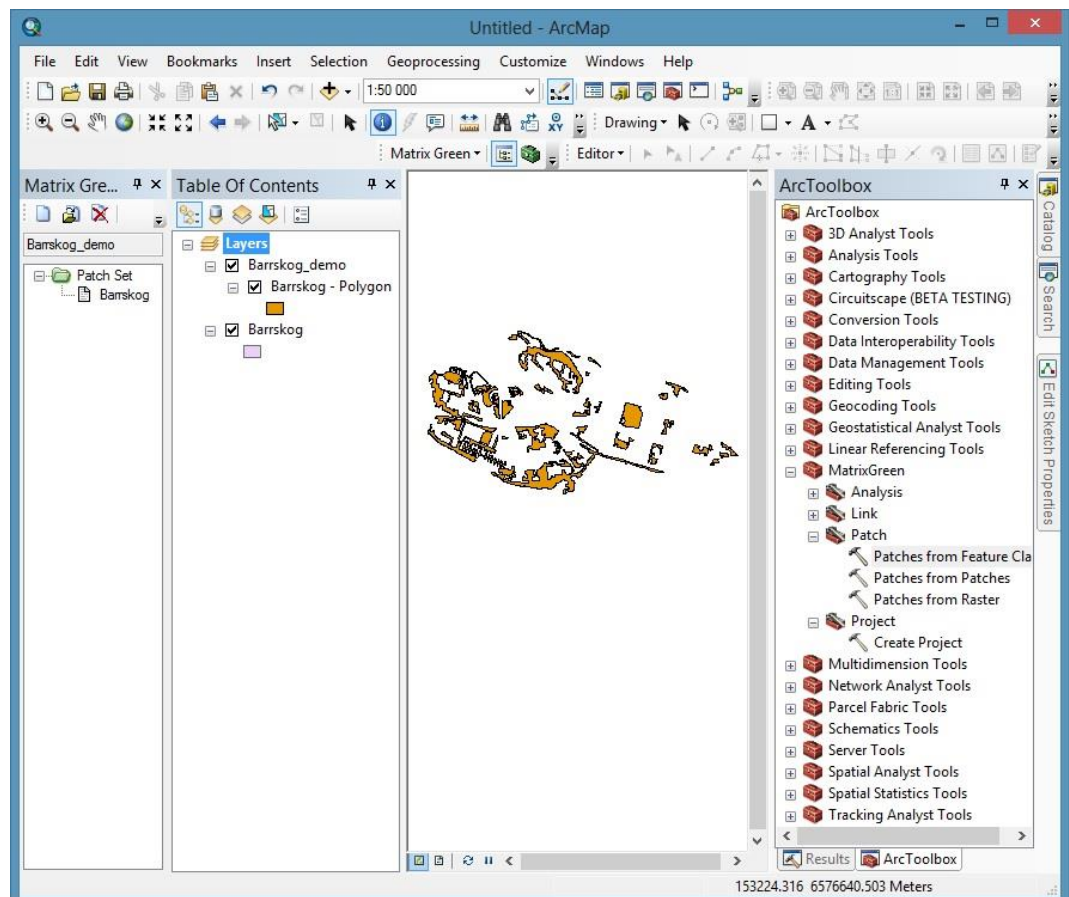 Untitled - ArcMap
File Edit View Bookmarks Insert Selection Geoprocessing Customize Windows Help
1:50 000
Drawing A
Matrix Green Editor
Matrix Gre...
Barrskog_demo
Patch Set
Barrskog
Table Of Contents
Layers
Barrskog_demo
Barrskog - Polygon
Barrskog
ArcToolbox
ArcToolbox
3D Analyst Tools
Analysis Tools
Cartography Tools
Circuitscape (BETA TESTING)
Conversion Tools
Data Interoperability Tools
Data Management Tools
Editing Tools
Geocoding Tools
Geostatistical Analyst Tools
Linear Referencing Tools
MatrixGreen
Analysis
Link
Patch
Patches from Feature Cla
Patches from Patches
Patches from Raster
Project
Create Project
Multidimension Tools
Network Analyst Tools
Parcel Fabric Tools
Schematics Tools
Server Tools
Spatial Analyst Tools
Spatial Statistics Tools
Tracking Analyst Tools
Results ArcToolbox
Catalog
Search
Edit Sketch Properties
153224.316 6576640.503 Meters